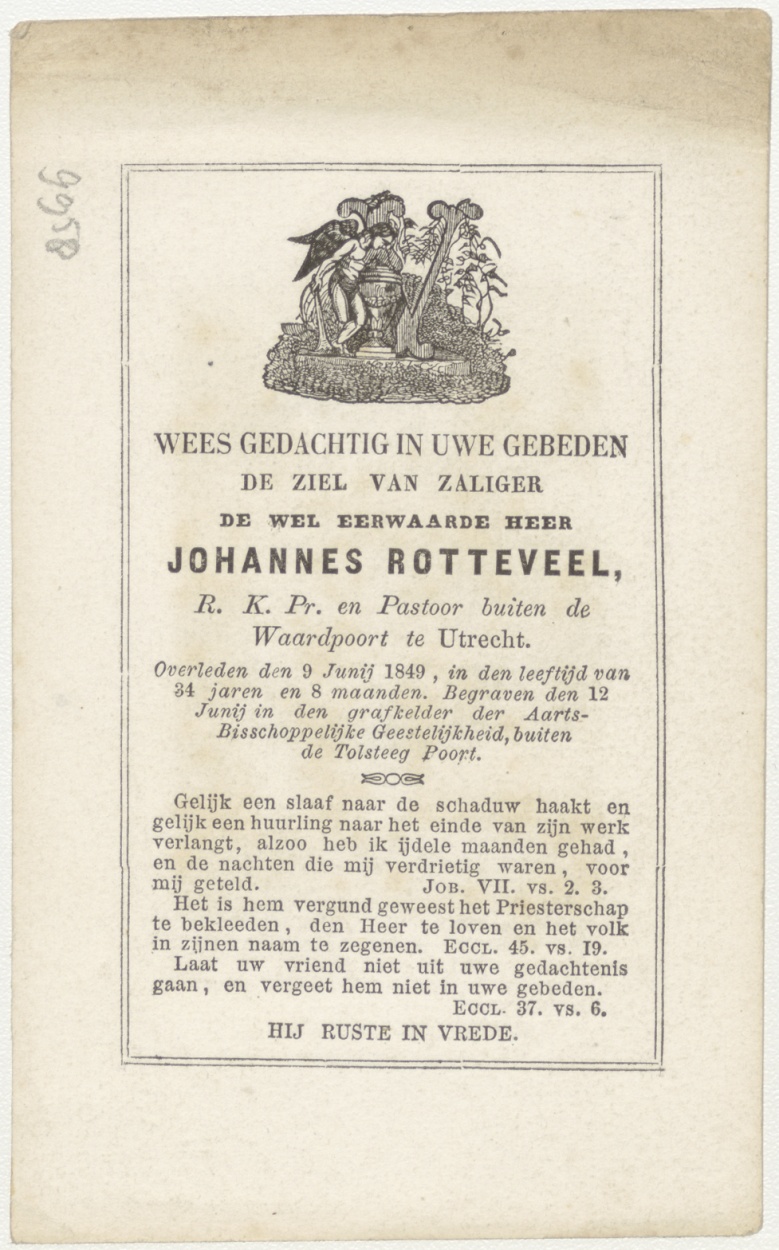 9958
WEES GEDACHTIG IN UWE GEBEDEN
DE ZIEL VAN ZALIGER
DE WEL EERWAARDE HEER
JOHANNES ROTTEVEEL,
R. K. Pr. en Pastoor buiten de
Waardpoort te Utrecht.
Overleden den 9 Junij 1849, in den leeftijd van
34 jaren en 8 maanden. Begraven den 12
Junij in den grafkelder der Aarts-
Bisschoppelijke Geestelijkheid, buiten
de Tolsteeg Poort.
Gelijk een slaaf naar de schaduw haakt en
gelijk een huurling naar het einde van zijn werk
verlangt, alzoo heb ik ijdele maanden gehad,
en de nachten die mij verdrietig waren, voor
mij geteld. JOB. VII. vs. 2. 3.
Het is hem vergund geweest het Priesterschap
te bekleeden, den Heer te loven en het volk
in zijnen naam te zegenen. ECCL. 45. vs. 19.
Laat uw vriend niet uit uwe gedachtenis
gaan, en vergeet hem niet in uwe gebeden.
ECCL. 37. vs. 6.
HIJ RUSTE IN VREDE.